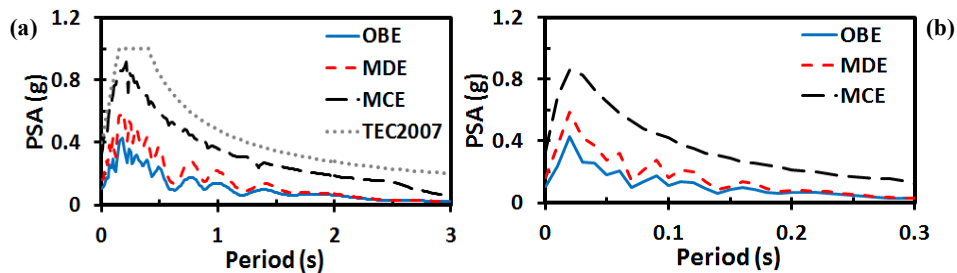 (a)
PSA (g)
1.2
0.8
0.4
0
OBE
MDE
MCE
TEC2007
0 1 2 3
Period (s)
(b)
PSA (g)
1.2
0.8
0.4
0
OBE
MDE
MCE
0 0.1 0.2 0.3
Period (s)